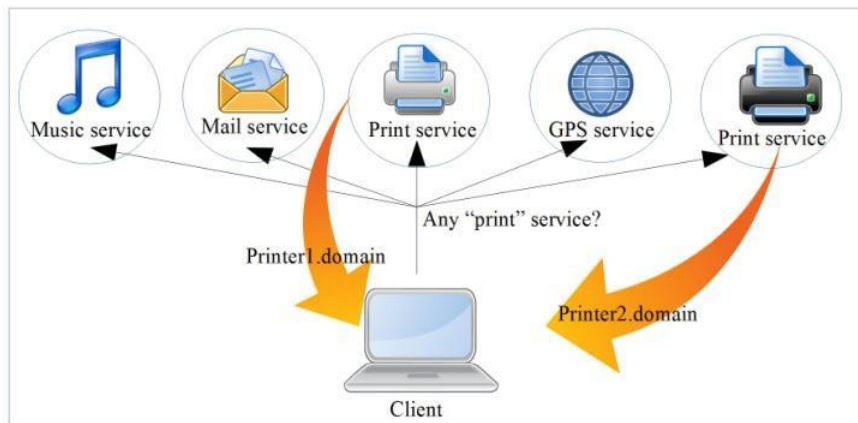 Music service
Mail service
Print service
GPS service
Print service
Any “print” service?
Printer1.domain
Printer2.domain
Client